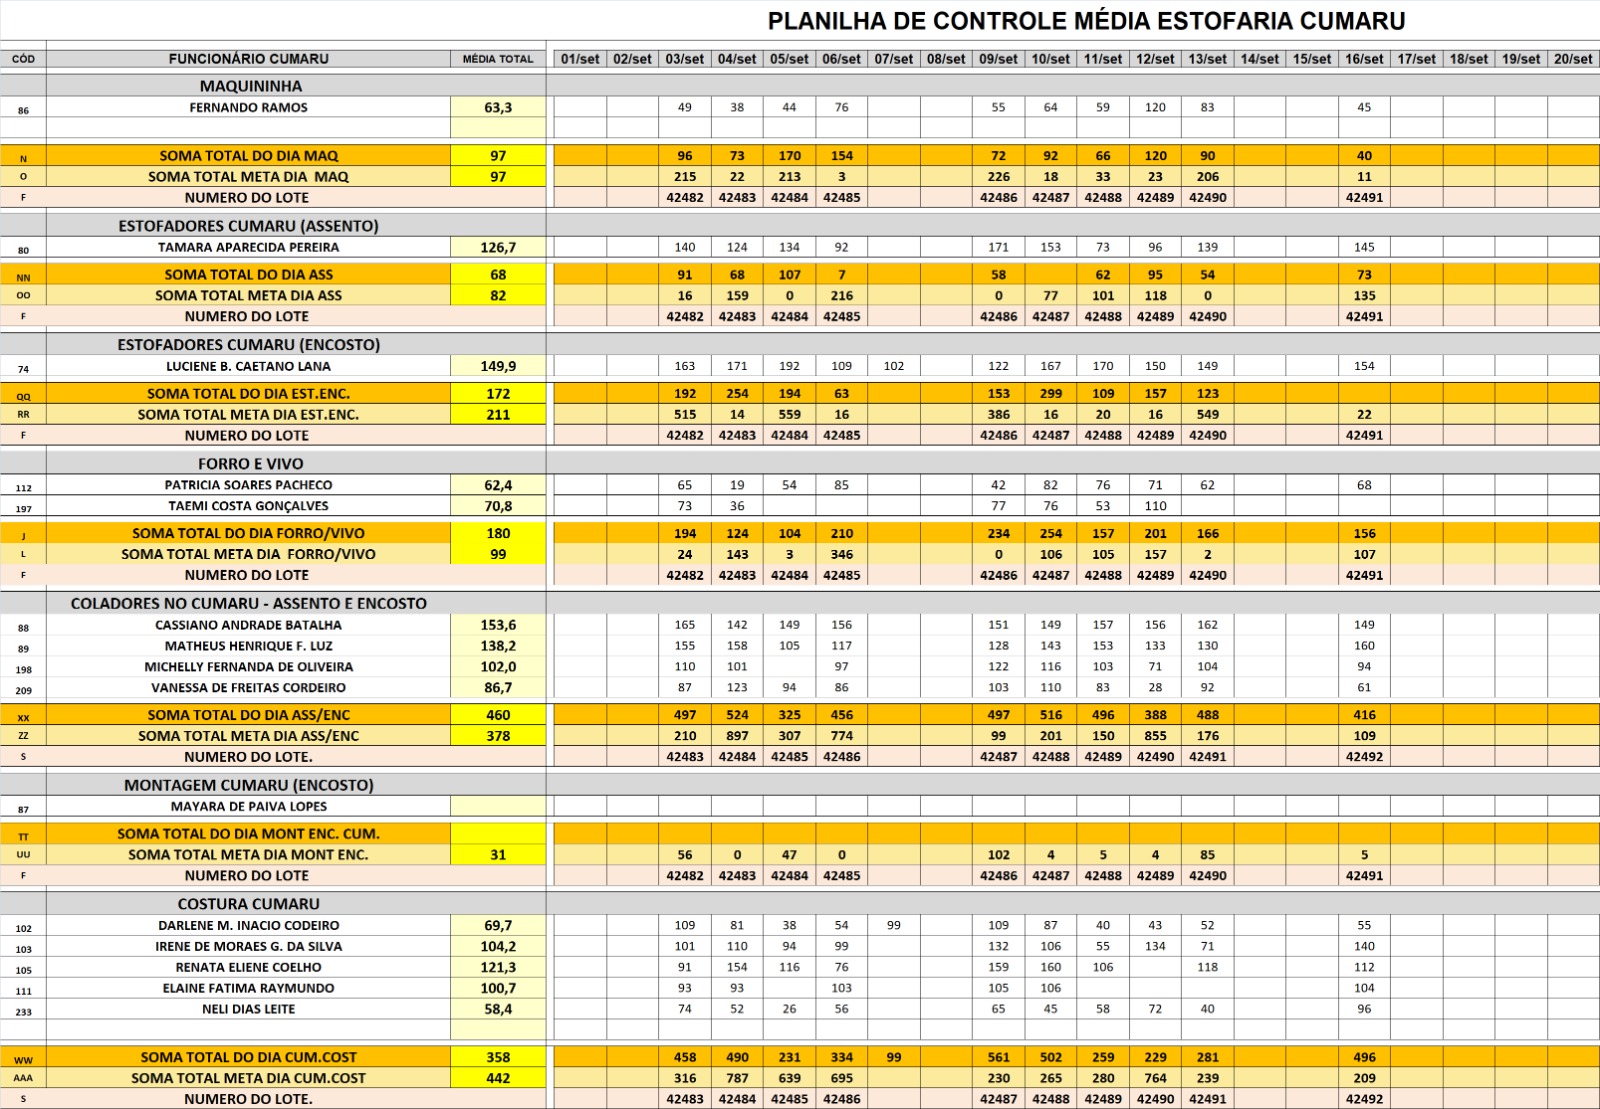 PLANILHA DE CONTROLE MÉDIA ESTOFARIA CUMARU
CÓD FUNCIONÁRIO CUMARU MÉDIA TOTAL 01/set 02/set 03/set 04/set 05/set 06/set 07/set 08/set 09/set 10/set 11/set 12/set 13/set 14/set 15/set 16/set 17/set 18/set 19/set 20/set
MAQUININHA
86 FERNANDO RAMOS 63,3 49 38 44 76 55 64 59 120 83 45
N SOMA TOTAL DO DIA MAQ 97 96 73 170 154 72 92 66 120 90 40
O SOMA TOTAL META DIA MAQ 97 215 22 213 3 226 18 33 23 206 11
F NUMERO DO LOTE 42482 42483 42484 42485 42486 42487 42488 42489 42490 42491
ESTOFADORES CUMARU (ASSENTO)
80 TAMARA APARECIDA PEREIRA 126,7 140 124 134 92 171 153 73 96 139 145
NN SOMA TOTAL DO DIA ASS 68 91 68 107 7 58 62 95 54 73
OO SOMA TOTAL META DIA ASS 82 16 159 0 216 0 77 101 118 0 135
F NUMERO DO LOTE 42482 42483 42484 42485 42486 42487 42488 42489 42490 42491
ESTOFADORES CUMARU (ENCOSTO)
74 LUCIENE B. CAETANO LANA 149,9 163 171 192 109 102 122 167 170 150 149 154
QQ SOMA TOTAL DO DIA EST.ENC. 172 192 254 194 63 153 299 109 157 123
RR SOMA TOTAL META DIA EST.ENC. 211 515 14 559 16 386 16 20 16 549 22
F NUMERO DO LOTE 42482 42483 42484 42485 42486 42487 42488 42489 42490 42491
FORRO E VIVO
112 PATRICIA SOARES PACHECO 62,4 65 19 54 85 42 82 76 71 62 68
197 TAEMI COSTA GONÇALVES 70,8 73 36 77 76 53 110
J SOMA TOTAL DO DIA FORRO/VIVO 180 194 124 104 210 234 254 157 201 166 156
L SOMA TOTAL META DIA FORRO/VIVO 99 24 143 3 346 0 106 105 157 2 107
F NUMERO DO LOTE 42482 42483 42484 42485 42486 42487 42488 42489 42490 42491
COLADORES NO CUMARU - ASSENTO E ENCOSTO
88 CASSIANO ANDRADE BATALHA 153,6 165 142 149 156 151 149 157 156 162 149
89 MATHEUS HENRIQUE F. LUZ 138,2 155 158 105 117 128 143 153 133 130 160
198 MICHELLY FERNANDA DE OLIVEIRA 102,0 110 101 97 122 116 103 71 104 94
209 VANESSA DE FREITAS CORDEIRO 86,7 87 123 94 86 103 110 83 28 92 61
XX SOMA TOTAL DO DIA ASS/ENC 460 497 524 325 456 497 516 496 388 488 416
ZZ SOMA TOTAL META DIA ASS/ENC 378 210 897 307 774 99 201 150 855 176 109
S NUMERO DO LOTE. 42483 42484 42485 42486 42487 42488 42489 42490 42491 42492
MONTAGEM CUMARU (ENCOSTO)
87 MAYARA DE PAIVA LOPES
TT SOMA TOTAL DO DIA MONT ENC. CUM.
UU SOMA TOTAL META DIA MONT ENC. 31 56 0 47 0 102 4 5 4 85 5
F NUMERO DO LOTE 42482 42483 42484 42485 42486 42487 42488 42489 42490 42491
COSTURA CUMARU
102 DARLENE M. INACIO CODEIRO 69,7 109 81 38 54 99 109 87 40 43 52 55
103 IRENE DE MORAES G. DA SILVA 104,2 101 110 94 99 132 106 55 134 71 140
105 RENATA ELIENE COELHO 121,3 91 154 116 76 159 160 106 118 112
111 ELAINE FATIMA RAYMUNDO 100,7 93 93 103 105 106 104
233 NELI DIAS LEITE 58,4 74 52 26 56 65 45 58 72 40 96
WW SOMA TOTAL DO DIA CUM.COST 358 458 490 231 334 99 561 502 259 229 281 496
AAA SOMA TOTAL META DIA CUM.COST 442 316 787 639 695 230 265 280 764 239 209
S NUMERO DO LOTE. 42483 42484 42485 42486 42487 42488 42489 42490 42491 42492